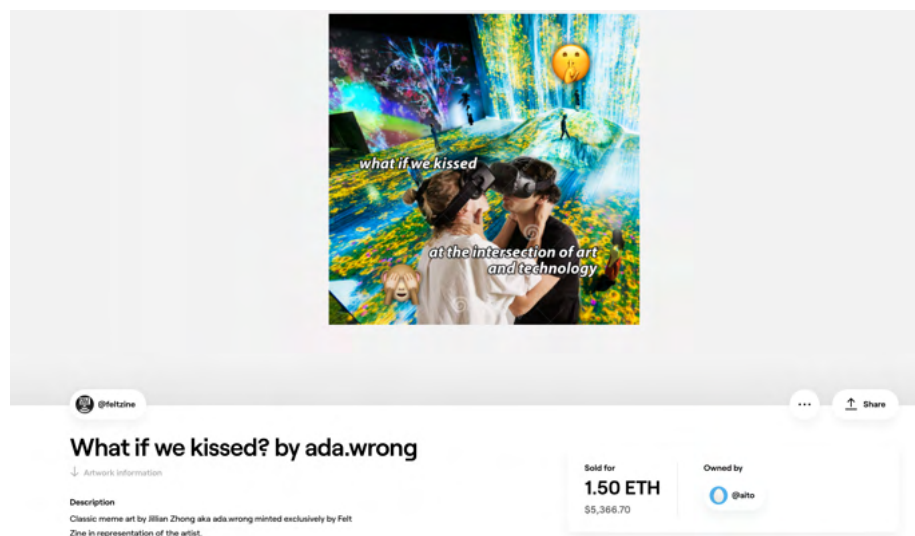 what if we kissed
at the intersection of art
and technology
@feltzine
Share
What if we kissed? by ada.wrong
Artwork information
Description
Classic meme art by Jillian Zhong aka ada.wrong minted exclusively by Felt
Zine in representation of the artist.
Sold for
1.50 ETH
$5,366.70
Owned by
@aito